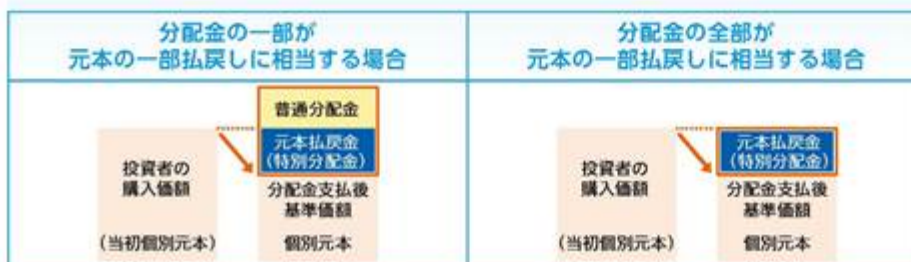 分配金の一部が
元本の一部払戻しに相当する場合
普通分配金
元本払戻金
(特別分配金)
投資者の
購入価額
分配金支払後
基準価額
(当初個別元本)
個別元本
分配金の全部が
元本の一部払戻しに相当する場合
元本払戻金
(特別分配金)
投資者の
購入価額
分配金支払後
基準価額
(当初個別元本)
個別元本